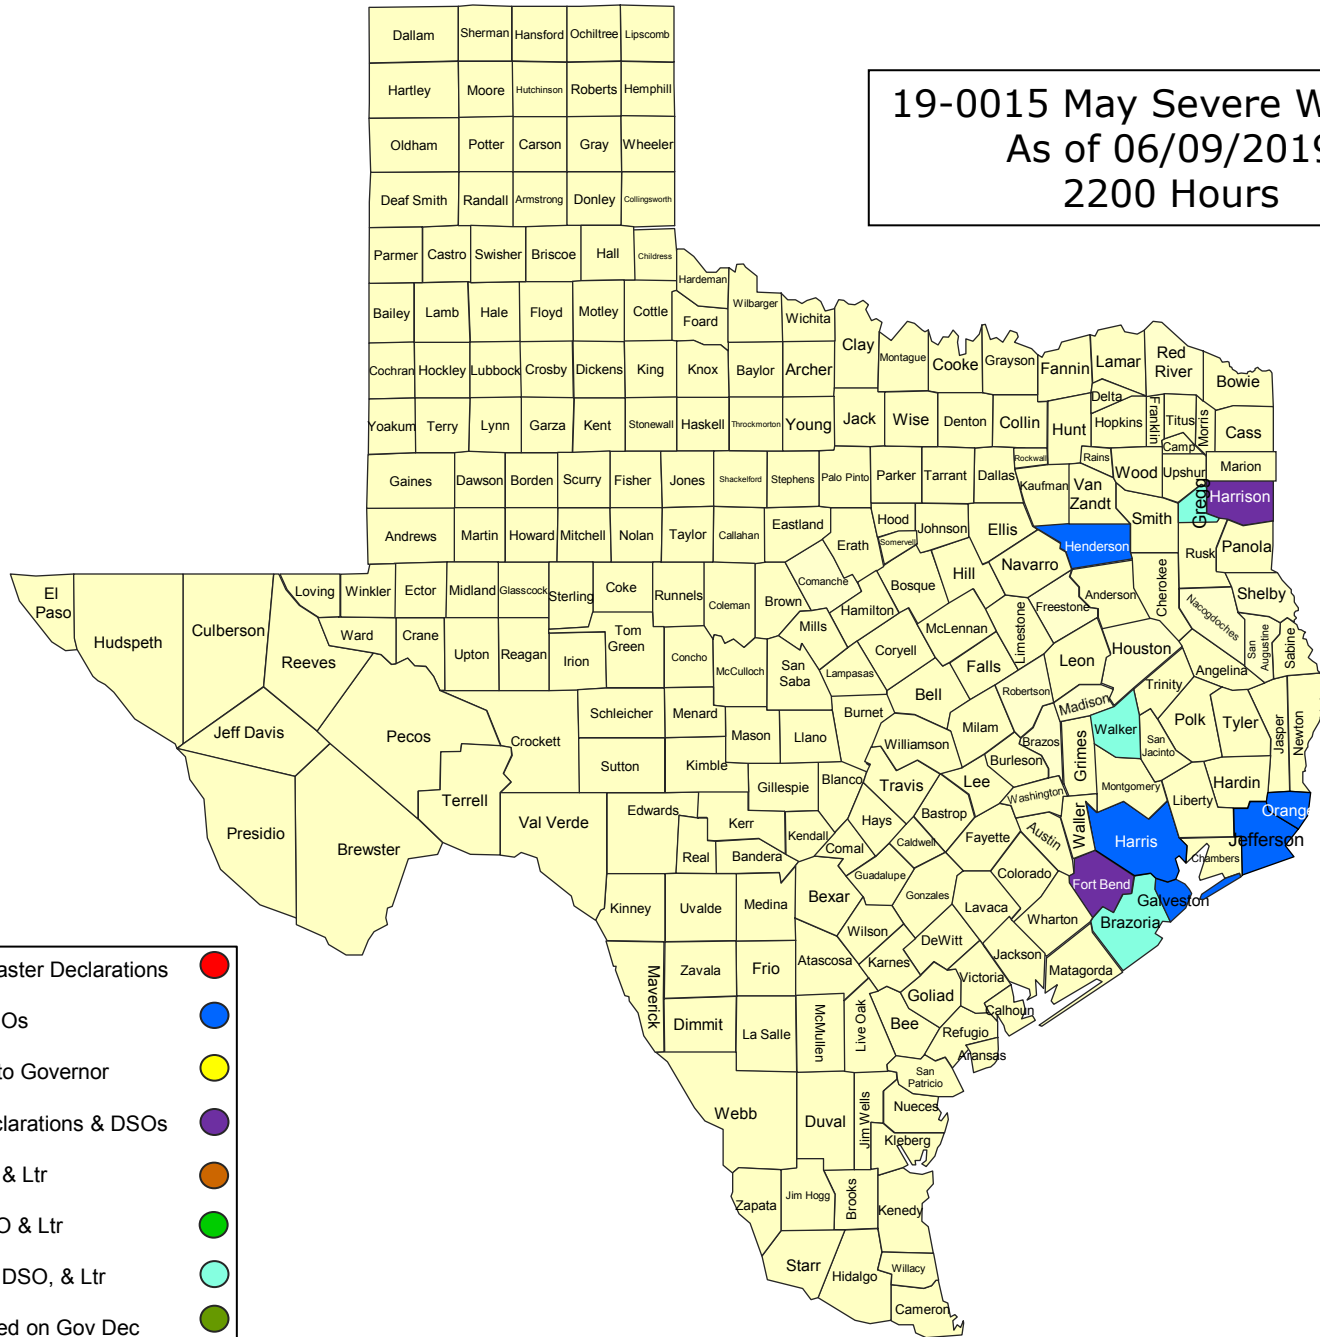 19-0015 May Severe W
As of 06/09/2019
2200 Hours
Dallam Sherman Hansford Ochiltree Lipscomb
Hartley Moore Hutchinson Roberts Hemphill
Oldham Potter Carson Gray Wheeler
Deaf Smith Randall Armstrong Donley Collingsworth
Parmer Castro Swisher Briscoe Hall Childress
Hardeman
Bailey Lamb Hale Floyd Motley Cottle Foard Wilbarger Wichita
Clay Montague Cooke Grayson Fannin Lamar Red
River Bowie
Cochran Hockley Lubbock Crosby Dickens King Knox Baylor Archer
Delta
Yoakum Terry Lynn Garza Kent Stonewall Haskell Throckmorton Young Jack Wise Denton Collin Hunt Hopkins Franklin Titus Morris Cass
Camp
Rockwall Rains Wood Upshur Marion
Gaines Dawson Borden Scurry Fisher Jones Shackelford Stephens Palo Pinto Parker Tarrant Dallas Kaufman Van
Zandt Gregg Harrison
Andrews Martin Howard Mitchell Nolan Taylor Callahan Eastland Erath Hood Somervell Johnson Ellis Henderson Smith Rusk Panola
El
Paso Hudspeth Culberson Loving Winkler Ector Midland Glasscock Sterling Coke Runnels Coleman Brown Comanche Hamilton Bosque Hill Navarro Freestone Anderson Cherokee Nacogdoches Shelby
Reeves Ward Crane Upton Reagan Irion Tom
Green Concho McCulloch San
Saba Mills Lampasas Coryell McLennan Limestone Falls Leon Houston Angelina San
Augustine Sabine
Jeff Davis Pecos Crockett Schleicher Menard Mason Llano Burnet Bell Milam Robertson Madison Walker Trinity Polk Tyler Jasper Newton
San
Jacinto
Terrell Sutton Kimble Gillespie Blanco Williamson Travis Lee Burleson Brazos Grimes Washington Montgomery Liberty Hardin Orange
Presidio Brewster Val Verde Edwards Kerr Real Bandera Kendall Comal Hays Caldwell Bastrop Fayette Austin Waller Harris Chambers Jefferson
Kinney Uvalde Medina Bexar Guadalupe Gonzales Lavaca Colorado Wharton Fort Bend Brazoria Galveston
Maverick Zavala Frio Atascosa Wilson Karnes DeWitt Jackson Matagorda
Dimmit La Salle McMullen Live Oak Bee Goliad Victoria Calhoun Refugio Aransas
San
Patricio
Webb Duval Jim Wells Nueces
Kleberg
Zapata Jim Hogg Brooks Kenedy
Starr Hidalgo Willacy
Cameron
aster Declarations
Os
to Governor
clarations & DSOs
& Ltr
O & Ltr
DSO, & Ltr
ed on Gov Dec